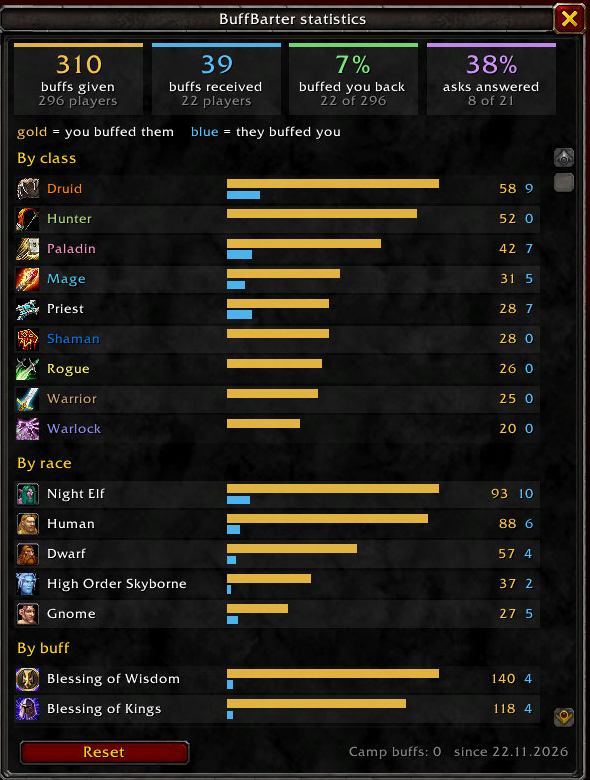 BuffBarter statistics
310 39 7% 38%
buffs given buffs received buffed you back asks answered
296 players 22 players 22 of 296 8 of 21
gold = you buffed them blue = they buffed you
By class
Druid 58 9
Hunter 52 0
Paladin 42 7
Mage 31 5
Priest 28 7
Shaman 28 0
Rogue 26 0
Warrior 25 0
Warlock 20 0
By race
Night Elf 93 10
Human 88 6
Dwarf 57 4
High Order Skyborne 37 2
Gnome 27 5
By buff
Blessing of Wisdom 140 4
Blessing of Kings 118 4
Reset Camp buffs: 0 since 22.11.2026